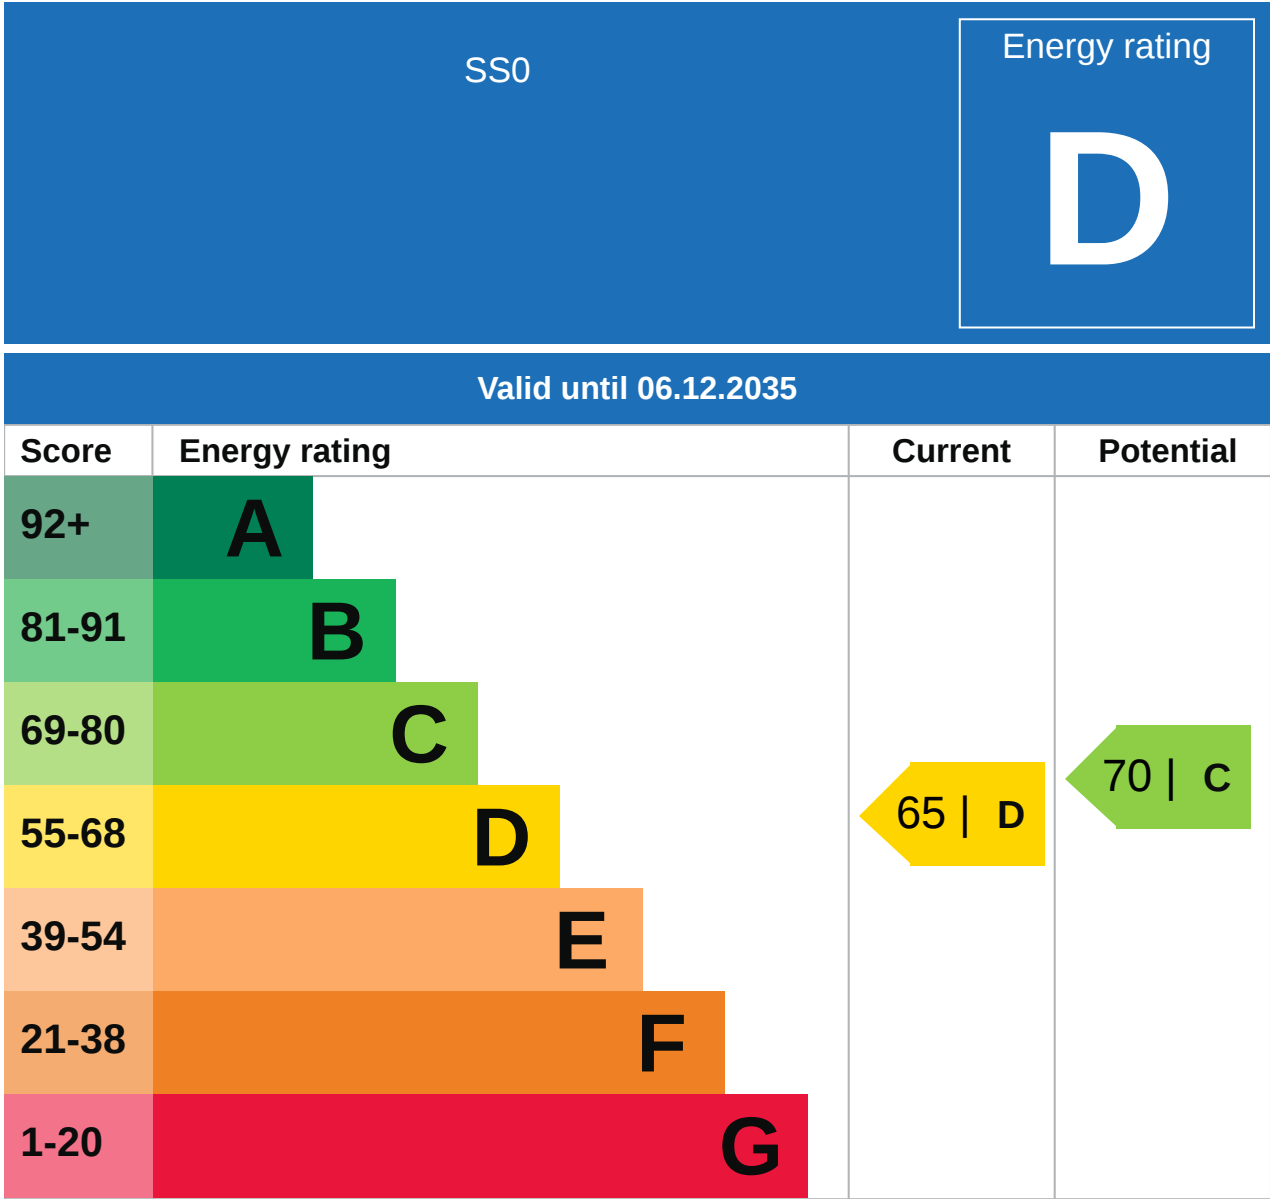 SS0
Energy rating
D
Valid until 06.12.2035
Score Energy rating Current Potential
92+ A
81-91 B
69-80 C
70 | C
55-68 D
65 | D
39-54 E
21-38 F
1-20 G